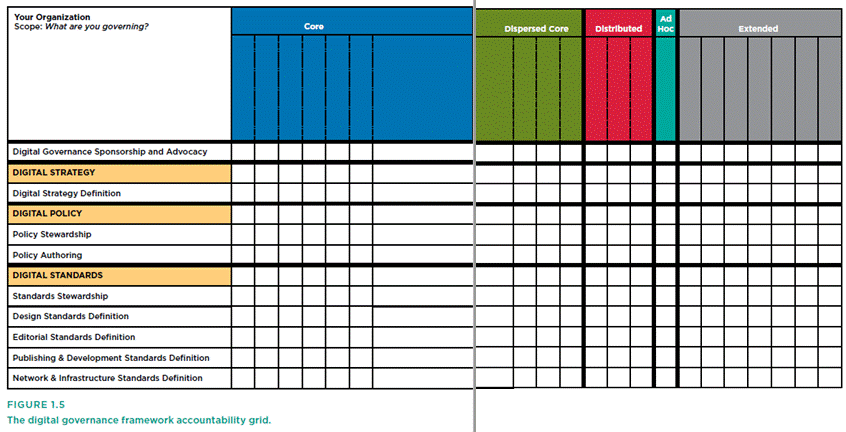 Your Organization
Scope: What are you governing?
Core
Dispersed Core
Distributed
Ad
Hoc
Extended
Digital Governance Sponsorship and Advocacy
DIGITAL STRATEGY
Digital Strategy Definition
DIGITAL POLICY
Policy Stewardship
Policy Authoring
DIGITAL STANDARDS
Standards Stewardship
Design Standards Definition
Editorial Standards Definition
Publishing & Development Standards Definition
Network & Infrastructure Standards Definition
FIGURE 1.5
The digital governance framework accountability grid.